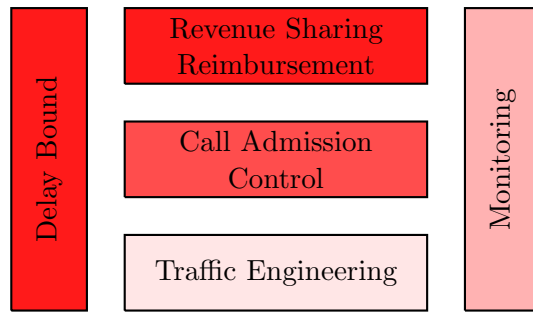 Delay Bound
Revenue Sharing
Reimbursement
Call Admission
Control
Traffic Engineering
Monitoring